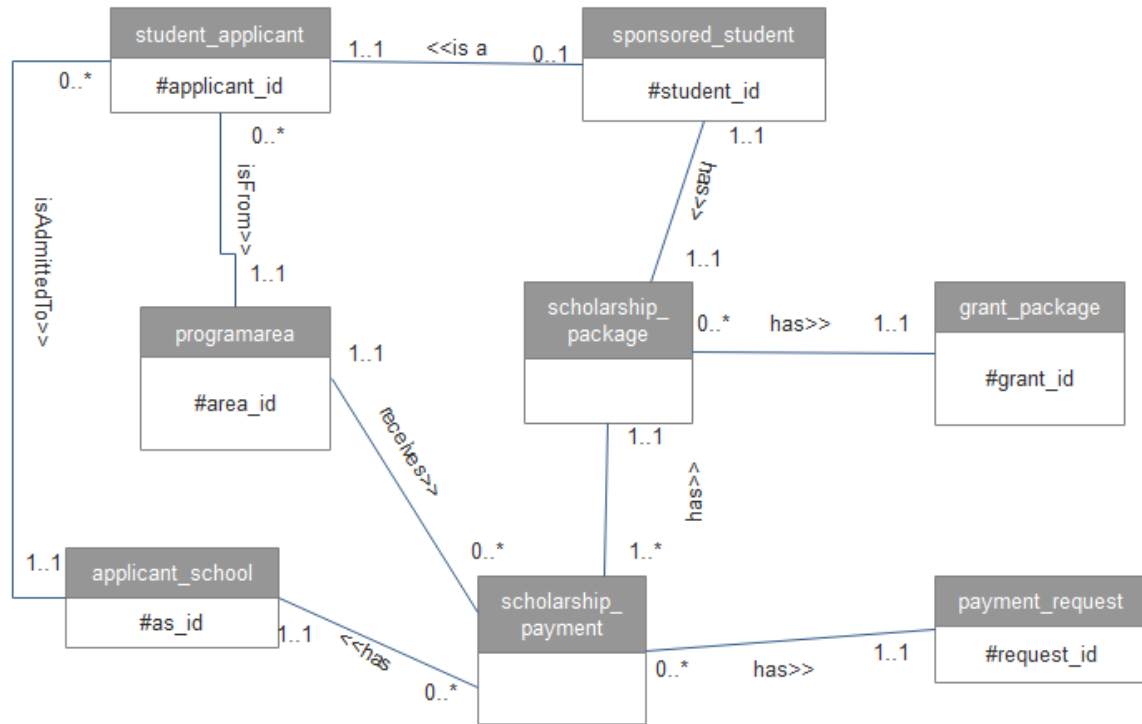 student_applicant
#applicant_id
1..1
<<is a
0..1
sponsored_student
#student_id
0..*
0..*
1..1
isFrom>>
has>>
isAdmittedTo>>
1..1
1..1
programarea
#area_id
1..1
scholarship_
package
0..*
has>>
1..1
grant_package
#grant_id
receives>>
1..1
has>>
0..*
1..*
1..1
applicant_school
#as_id
1..1
<<has
0..*
scholarship_
payment
0..*
has>>
1..1
payment_request
#request_id